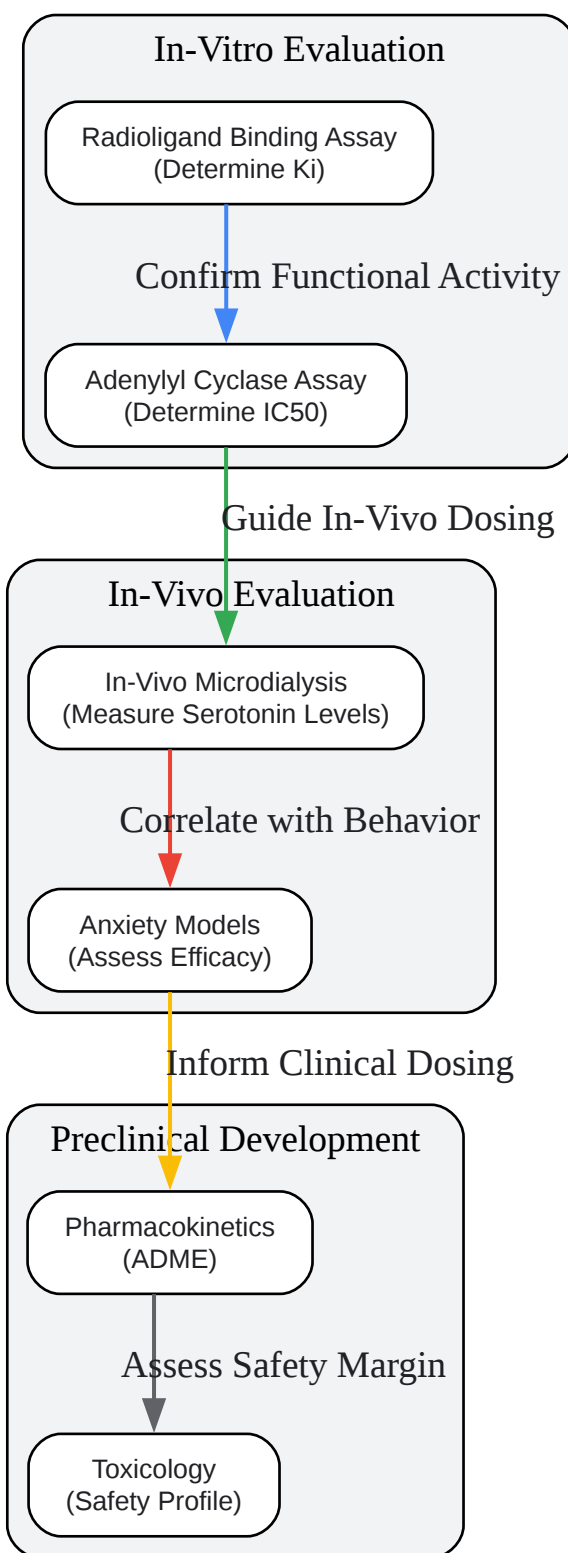 In-Vitro Evaluation
Radioligand Binding Assay
(Determine Ki)
Confirm Functional Activity
Adenylyl Cyclase Assay
(Determine IC50)
Guide In-Vivo Dosing
In-Vivo Evaluation
In-Vivo Microdialysis
(Measure Serotonin Levels)
Correlate with Behavior
Anxiety Models
(Assess Efficacy)
Inform Clinical Dosing
Preclinical Development
Pharmacokinetics
(ADME)
Assess Safety Margin
Toxicology
(Safety Profile)